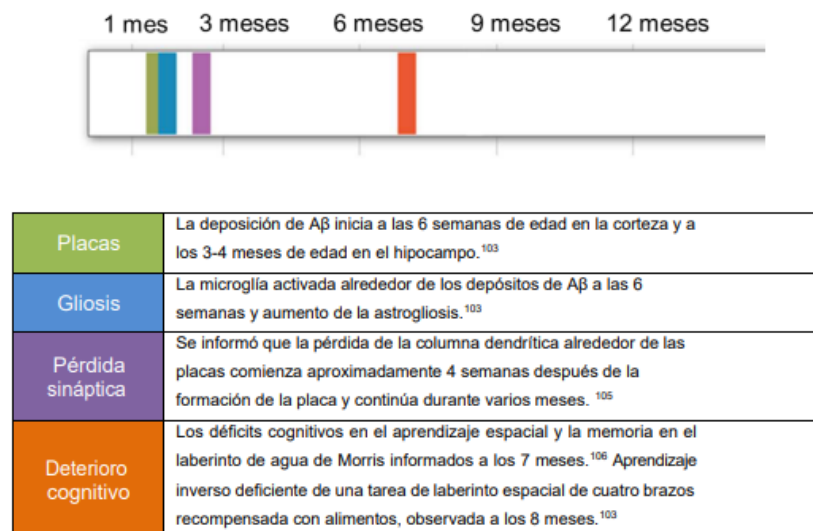 1 mes 3 meses 6 meses 9 meses 12 meses
Placas
La deposición de Aβ inicia a las 6 semanas de edad en la corteza y a
los 3-4 meses de edad en el hipocampo.¹⁰³
Gliosis
La microglía activada alrededor de los depósitos de Aβ a las 6
semanas y aumento de la astrogliosis.¹⁰³
Pérdida
sináptica
Se informó que la pérdida de la columna dendrítica alrededor de las
placas comienza aproximadamente 4 semanas después de la
formación de la placa y continúa durante varios meses. ¹⁰⁵
Deterioro
cognitivo
Los déficits cognitivos en el aprendizaje espacial y la memoria en el
laberinto de agua de Morris informados a los 7 meses.¹⁰⁶ Aprendizaje
inverso deficiente de una tarea de laberinto espacial de cuatro brazos
recompensada con alimentos, observada a los 8 meses.¹⁰³